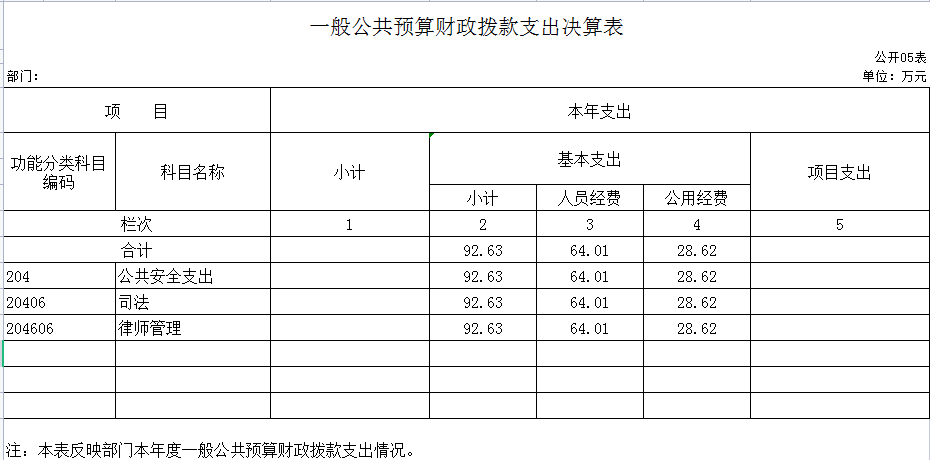 一般公共预算财政拨款支出决算表
公开05表
部门： 单位：万元
项 目 本年支出
功能分类科目编码 科目名称 小计 基本支出 项目支出
小计 人员经费 公用经费
栏次 1 2 3 4 5
合计 92.63 64.01 28.62
204 公共安全支出 92.63 64.01 28.62
20406 司法 92.63 64.01 28.62
204606 律师管理 92.63 64.01 28.62
注：本表反映部门本年度一般公共预算财政拨款支出情况。